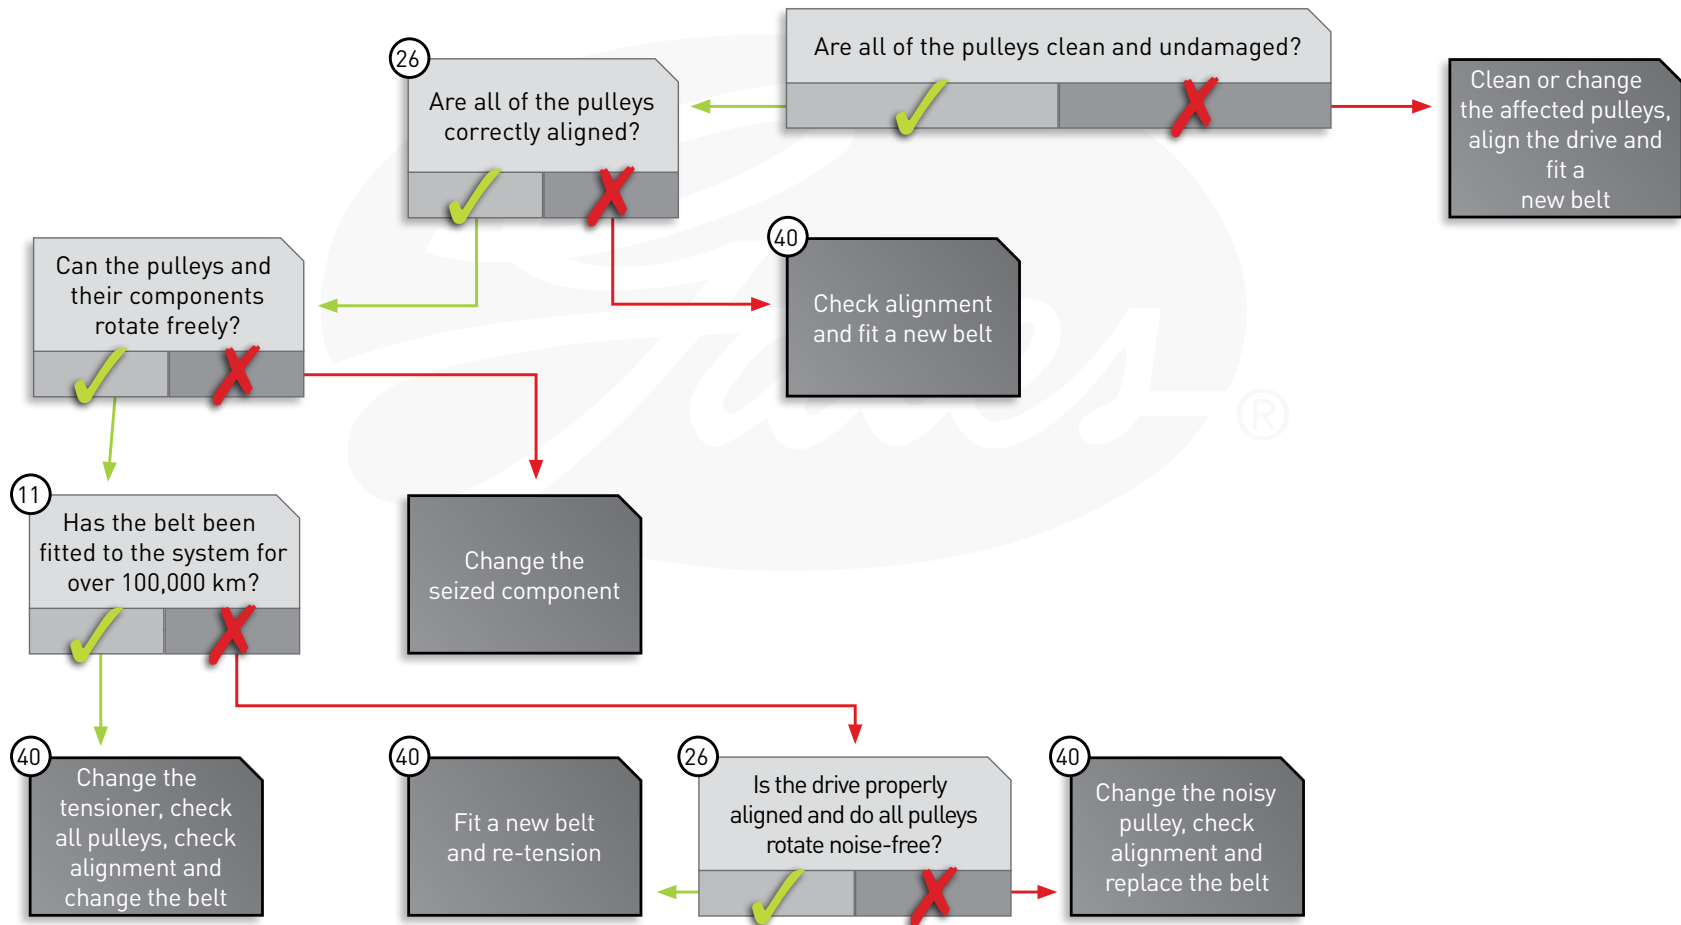 Are all of the pulleys clean and undamaged?
Clean or change
the affected pulleys,
align the drive and
fit a
new belt
26
Are all of the pulleys
correctly aligned?
40
Check alignment
and fit a new belt
Can the pulleys and
their components
rotate freely?
Gates
®
11
Has the belt been
fitted to the system for
over 100,000 km?
Change the
seized component
40
Change the
tensioner, check
all pulleys, check
alignment and
change the belt
40
Fit a new belt
and re-tension
26
Is the drive properly
aligned and do all pulleys
rotate noise-free?
40
Change the noisy
pulley, check
alignment and
replace the belt